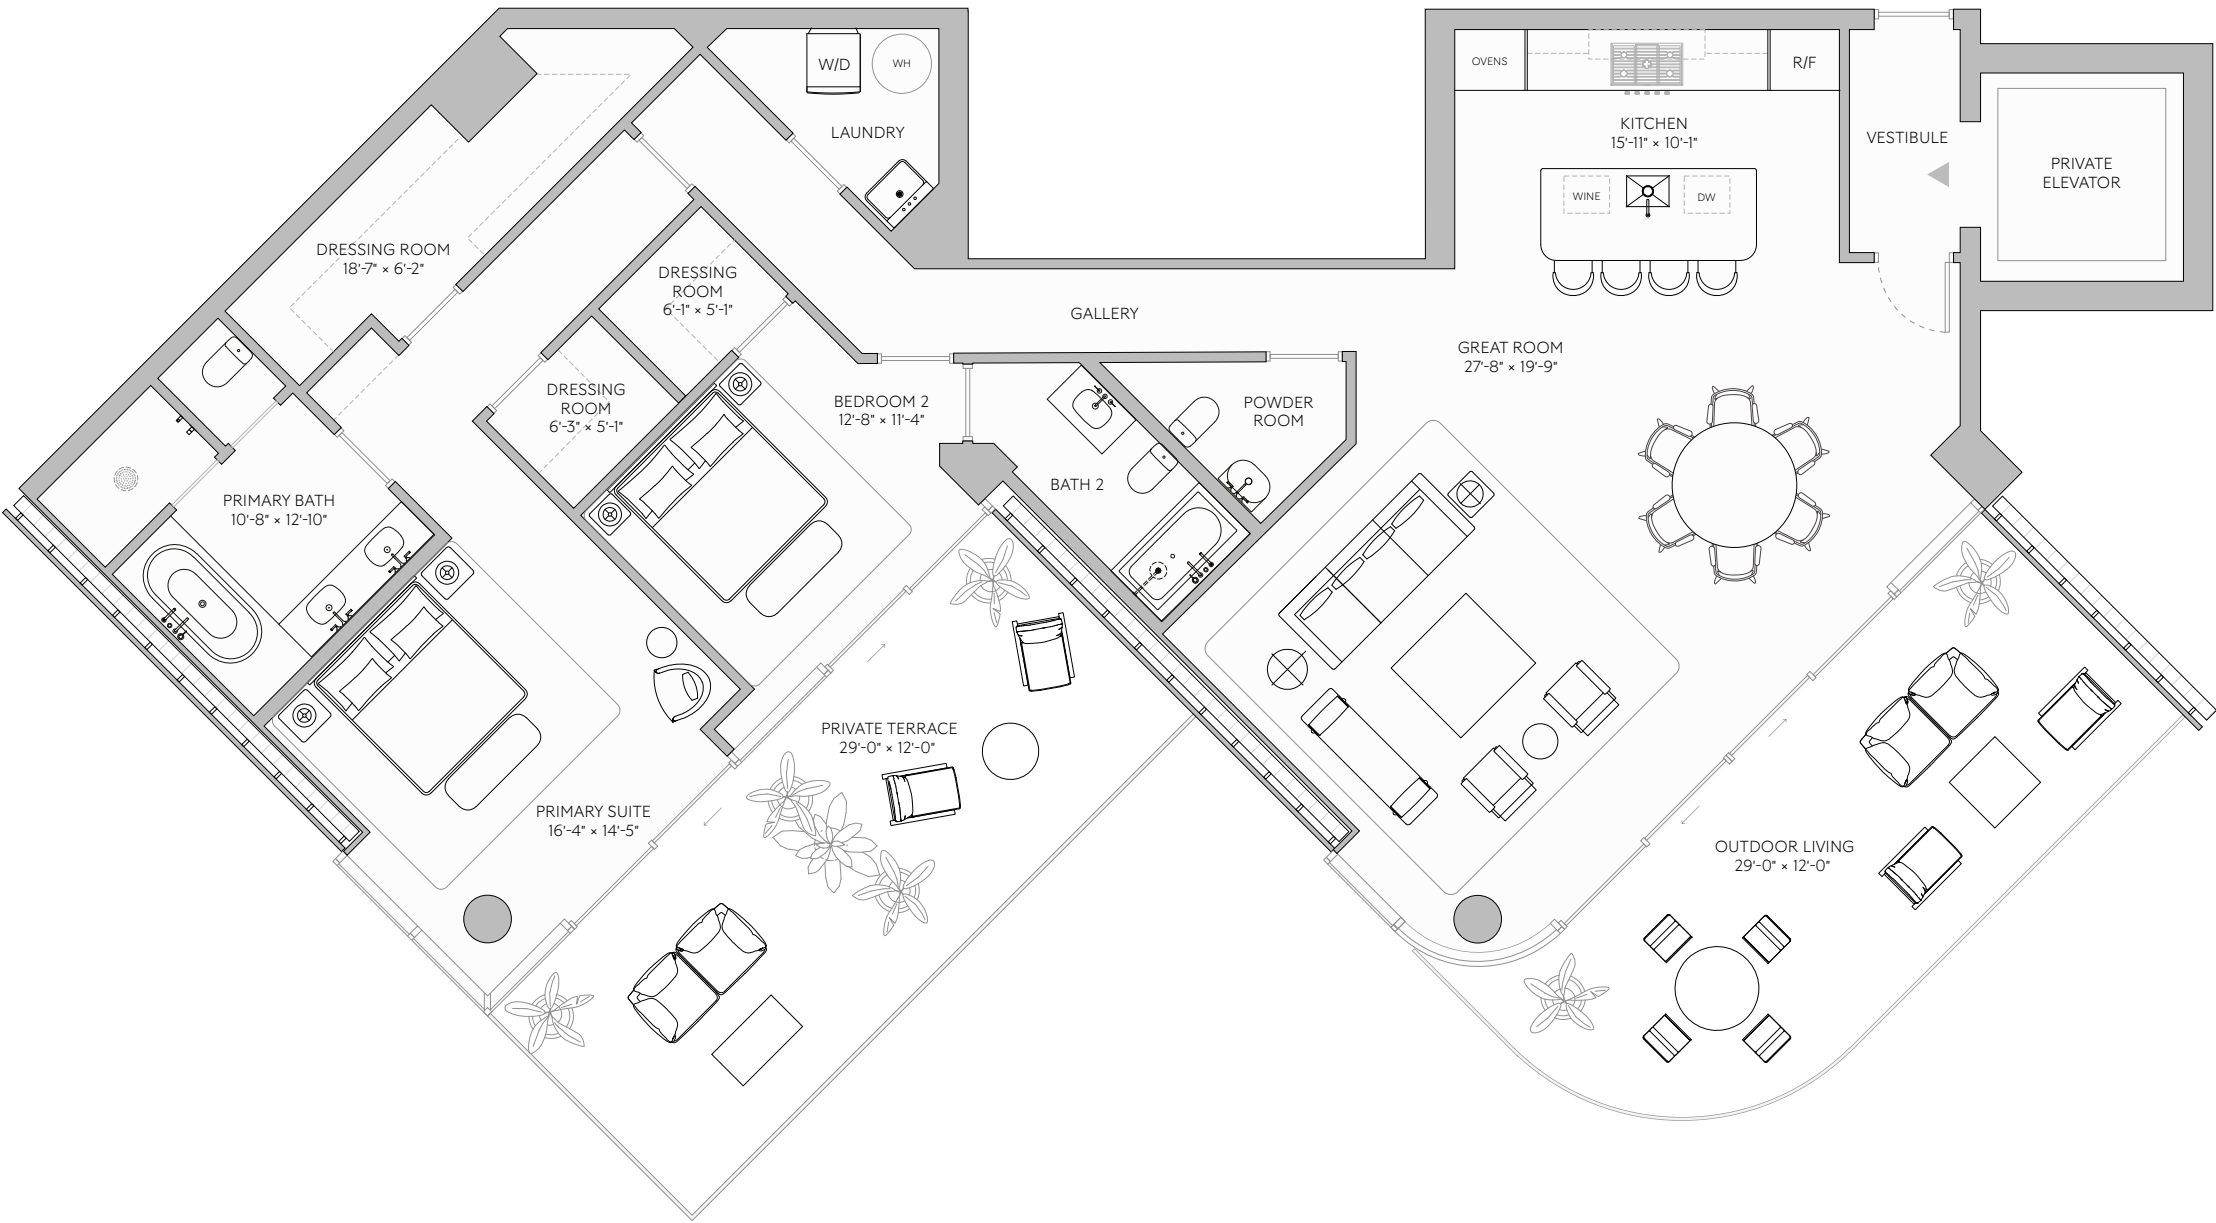 W/D
WH
LAUNDRY
OVENS
R/F
KITCHEN
15'-11" × 10'-1"
VESTIBULE
PRIVATE
ELEVATOR
WINE
DW
DRESSING ROOM
18'-7" × 6'-2"
DRESSING
ROOM
6'-1" × 5'-1"
GALLERY
GREAT ROOM
27'-8" × 19'-9"
DRESSING
ROOM
6'-3" × 5'-1"
BEDROOM 2
12'-8" × 11'-4"
POWDER
ROOM
BATH 2
PRIMARY BATH
10'-8" × 12'-10"
PRIVATE TERRACE
29'-0" × 12'-0"
PRIMARY SUITE
16'-4" × 14'-5"
OUTDOOR LIVING
29'-0" × 12'-0"